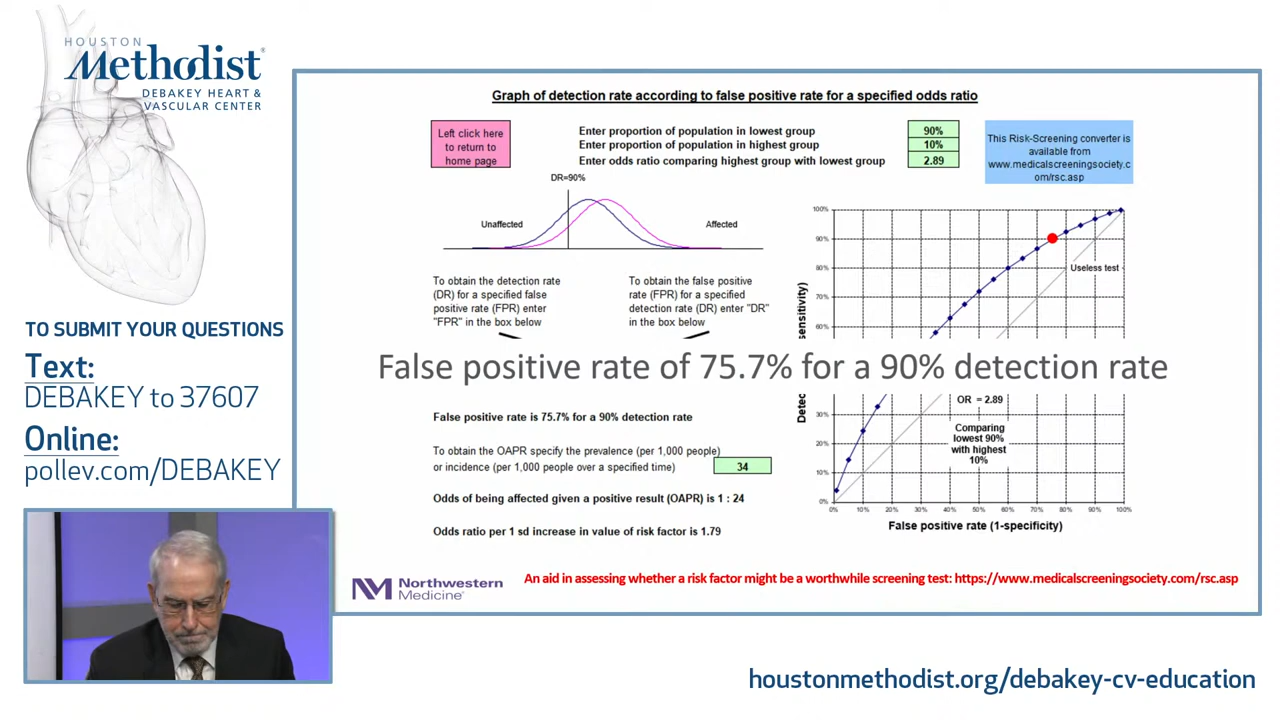 HOUSTON
Methodist®
DEBAKEY HEART &
VASCULAR CENTER
TO SUBMIT YOUR QUESTIONS
Text:
DEBAKEY to 37607
Online:
pollev.com/DEBAKEY
Graph of detection rate according to false positive rate for a specified odds ratio
Left click here
to return to
home page
Enter proportion of population in lowest group
90%
Enter proportion of population in highest group
10%
Enter odds ratio comparing highest group with lowest group
2.89
This Risk-Screening converter is
available from
www.medicalscreeningsociety.c
om/rsc.asp
DR=90%
Unaffected
Affected
To obtain the detection rate
(DR) for a specified false
positive rate (FPR) enter
"FPR" in the box below
To obtain the false positive
rate (FPR) for a specified
detection rate (DR) enter "DR"
in the box below
100%
90%
80%
70%
60%
Useless test
sensitivity)
False positive rate of 75.7% for a 90% detection rate
Detec
30%
20%
10%
0%
OR = 2.89
Comparing
lowest 90%
with highest
10%
0% 10% 20% 30% 40% 50% 60% 70% 80% 90% 100%
False positive rate (1-specificity)
False positive rate is 75.7% for a 90% detection rate
To obtain the OAPR specify the prevalence (per 1,000 people)
or incidence (per 1,000 people over a specified time)
34
Odds of being affected given a positive result (OAPR) is 1 : 24
Odds ratio per 1 sd increase in value of risk factor is 1.79
NM Northwestern
Medicine®
An aid in assessing whether a risk factor might be a worthwhile screening test: https://www.medicalscreeningsociety.com/rsc.asp
houstonmethodist.org/debakey-cv-education